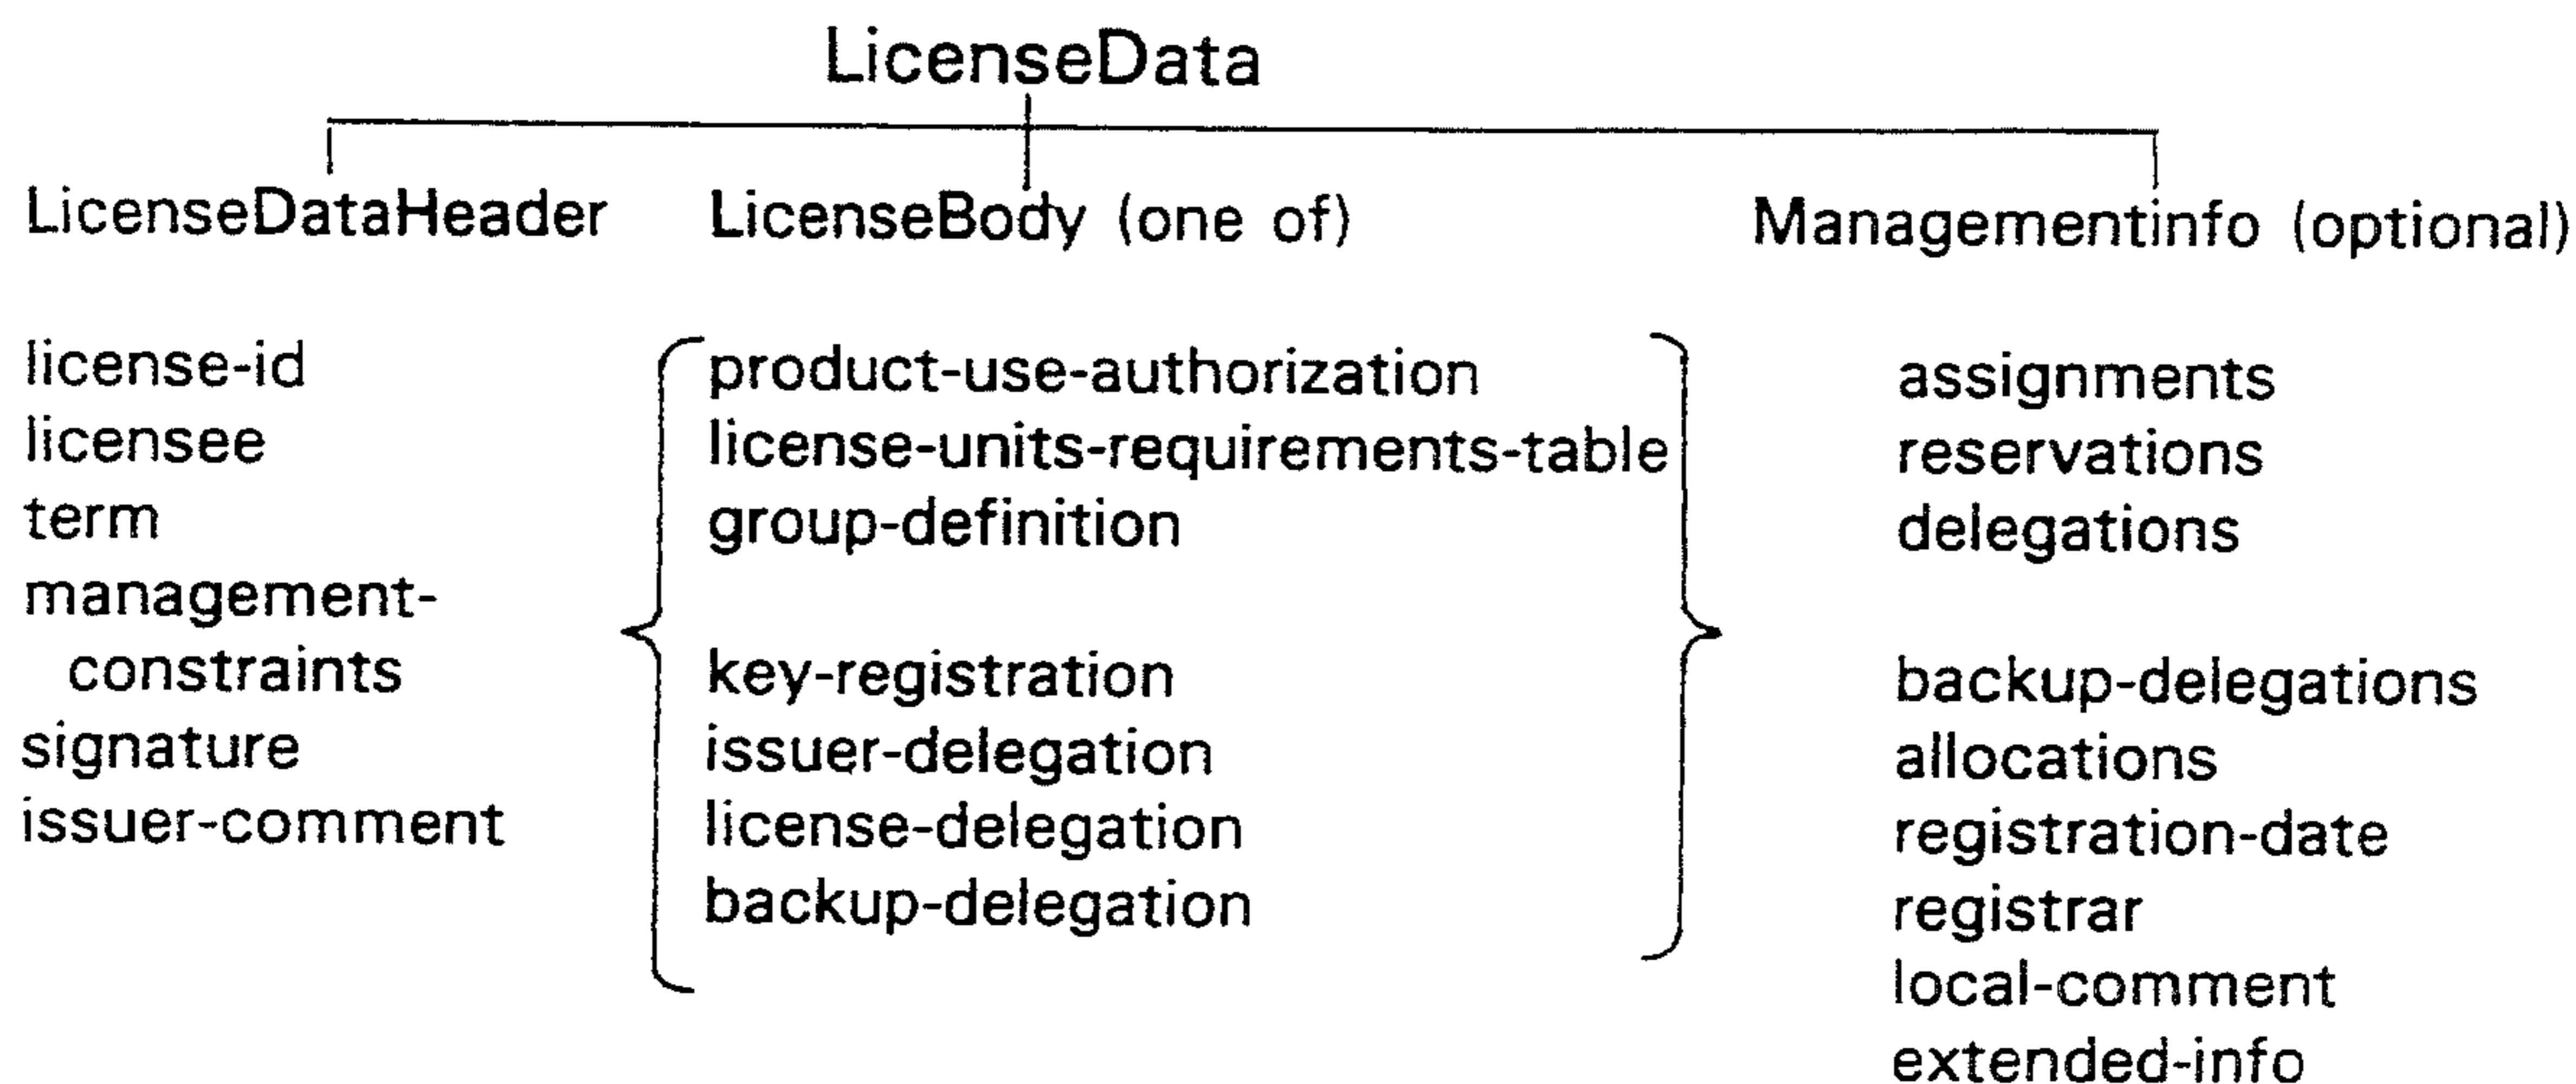 LicenseData
LicenseDataHeader
license-id
licensee
term
management-
constraints
signature
issuer-comment
LicenseBody (one of)
product-use-authorization
license-units-requirements-table
group-definition
key-registration
issuer-delegation
license-delegation
backup-delegation
Managementinfo (optional)
assignments
reservations
delegations
backup-delegations
allocations
registration-date
registrar
local-comment
extended-info